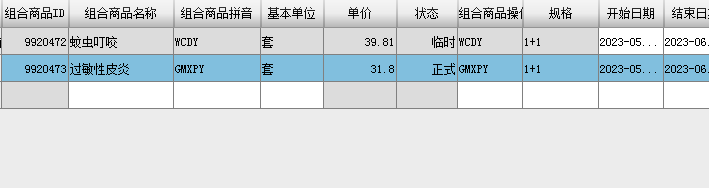 组合商品ID 组合商品名称 组合商品拼音 基本单位 单价 状态 组合商品操 规格 开始日期 结束日
9920472 蚊虫叮咬 WCDY 套 39.81 临时 WCDY 1+1 2023-05... 2023-06.
9920473 过敏性皮炎 GMXPY 套 31.8 正式 GMXPY 1+1 2023-05... 2023-06.